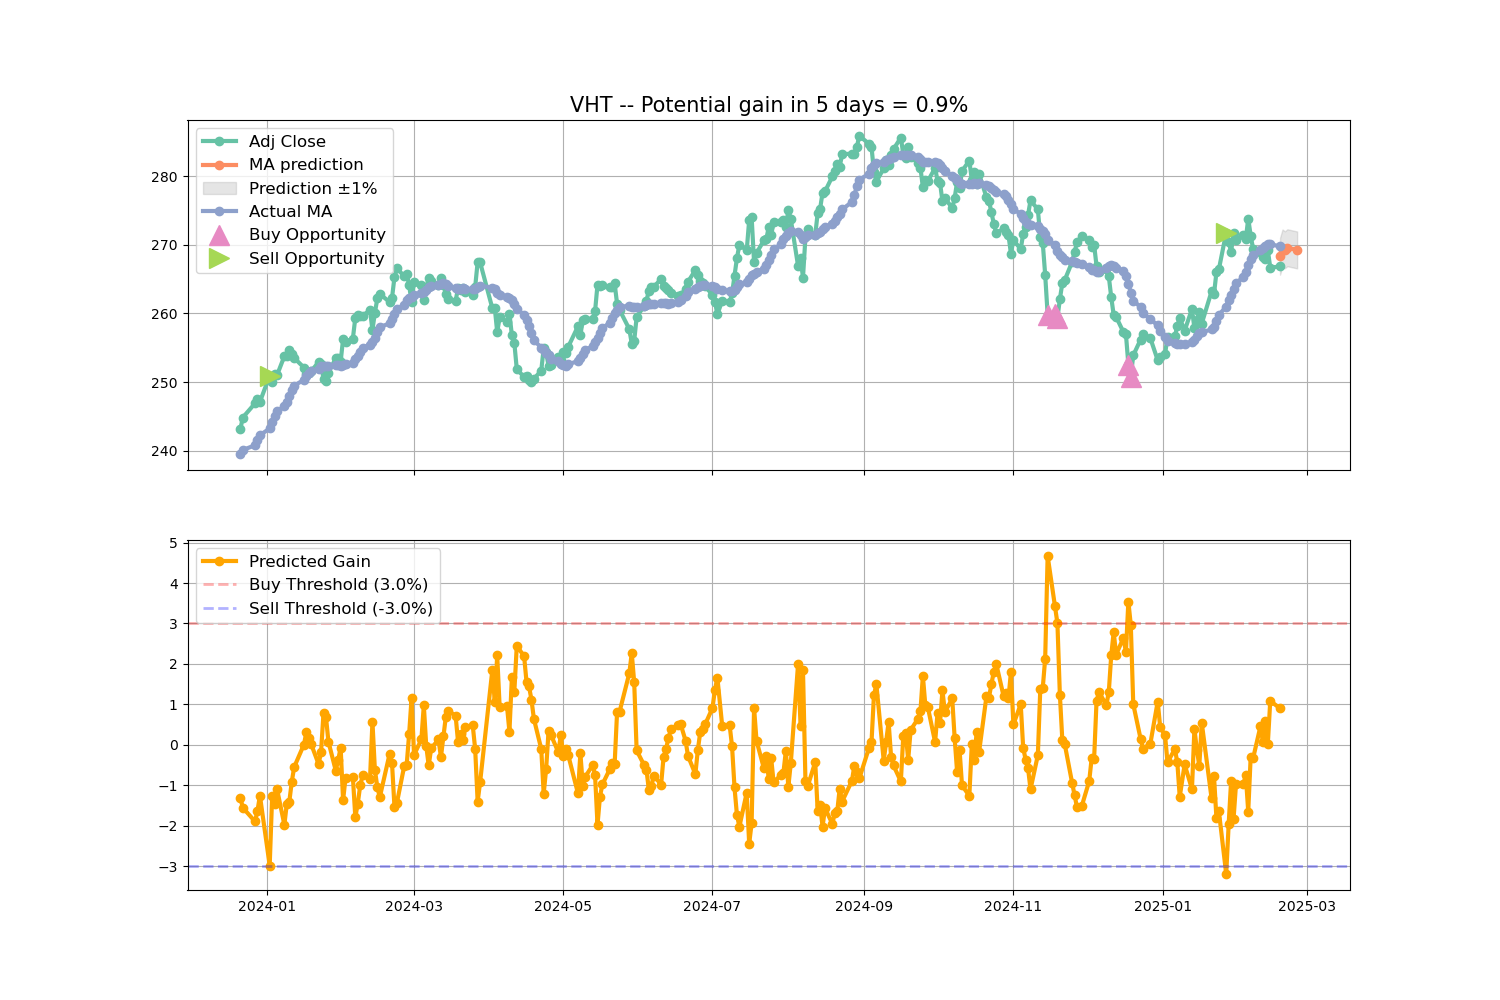 VHT -- Potential gain in 5 days = 0.9%
Adj Close
MA prediction
Prediction ±1%
Actual MA
Buy Opportunity
Sell Opportunity
280
270
260
250
240
Predicted Gain
Buy Threshold (3.0%)
Sell Threshold (-3.0%)
5
4
3
2
1
0
−1
−2
−3
2024-01 2024-03 2024-05 2024-07 2024-09 2024-11 2025-01 2025-03